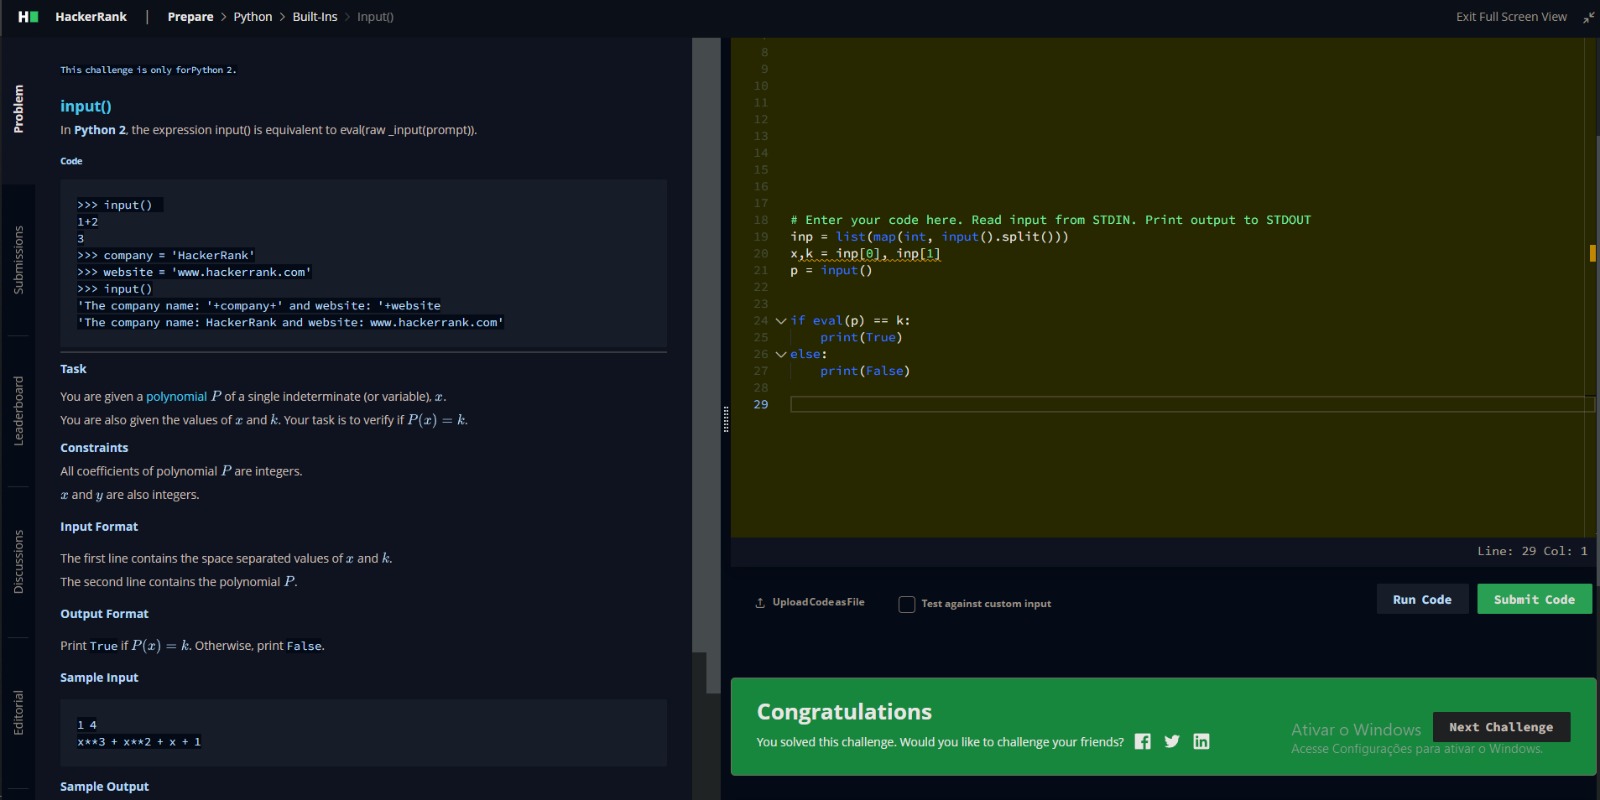 HackerRank | Prepare > Python > Built-Ins > Input()
Exit Full Screen View
Problem
Submissions
Leaderboard
Discussions
Editorial
This challenge is only forPython 2.
input()
In Python 2, the expression input() is equivalent to eval(raw _input(prompt)).
Code
>>> input()
1+2
3
>>> company = 'HackerRank'
>>> website = 'www.hackerrank.com'
>>> input()
'The company name: '+company+' and website: '+website
'The company name: HackerRank and website: www.hackerrank.com'
Task
You are given a polynomial P of a single indeterminate (or variable), x.
You are also given the values of x and k. Your task is to verify if P(x) = k.
Constraints
All coefficients of polynomial P are integers.
x and y are also integers.
Input Format
The first line contains the space separated values of x and k.
The second line contains the polynomial P.
Output Format
Print True if P(x) = k. Otherwise, print False.
Sample Input
1 4
x**3 + x**2 + x + 1
Sample Output
8
9
10
11
12
13
14
15
16
17
18 # Enter your code here. Read input from STDIN. Print output to STDOUT
19 inp = list(map(int, input().split()))
20 x,k = inp[0], inp[1]
21 p = input()
22
23
24 if eval(p) == k:
25     print(True)
26 else:
27     print(False)
28
29
Line: 29 Col: 1
UploadCodeasFile
Test against custom input
Run Code
Submit Code
Congratulations
You solved this challenge. Would you like to challenge your friends?
Next Challenge
Ativar o Windows
Acesse Configurações para ativar o Windows.